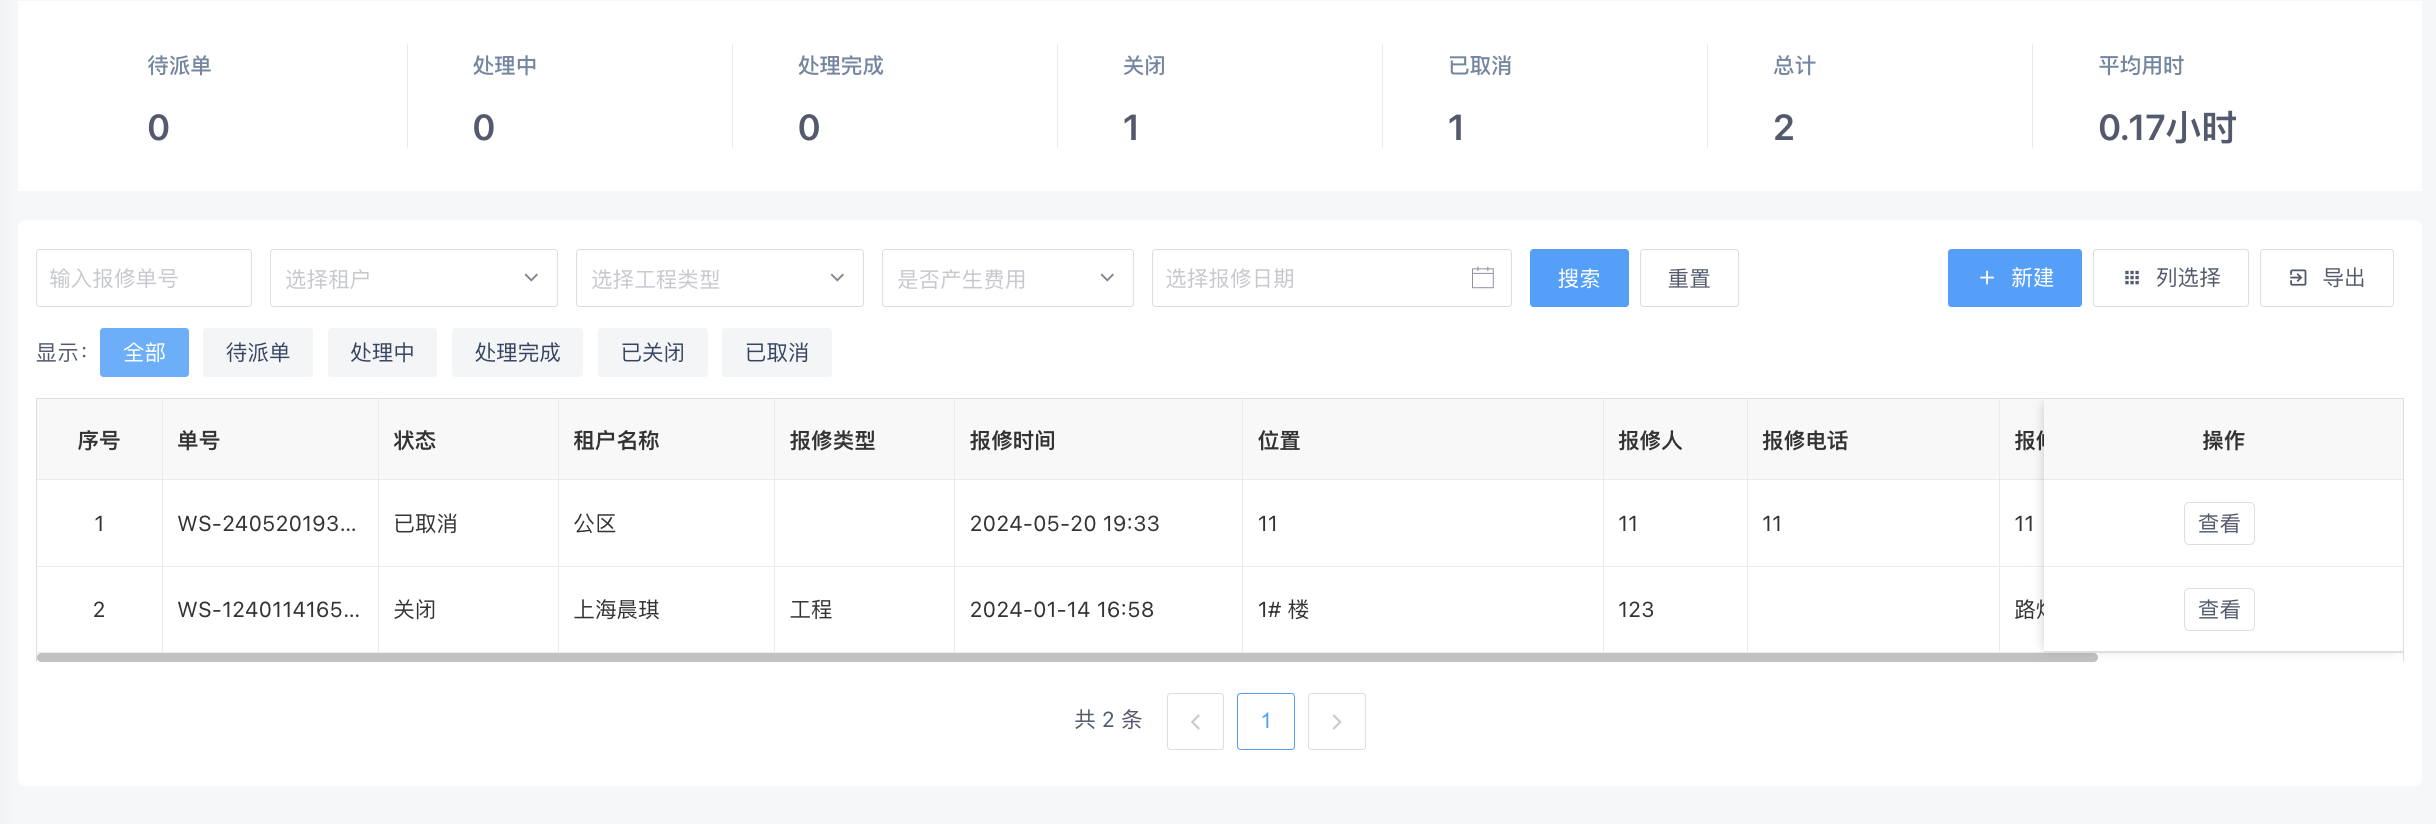 待派单 处理中 处理完成 关闭 已取消 总计 平均用时
0 0 0 1 1 2 0.17小时
输入报修单号 选择租户 选择工程类型 是否产生费用 选择报修日期 搜索 重置 新建 列选择 导出
显示: 全部 待派单 处理中 处理完成 已关闭 已取消
序号 单号 状态 租户名称 报修类型 报修时间 位置 报修人 报修电话 报 操作
1 WS-240520193... 已取消 公区 2024-05-20 19:33 11 11 11 11 查看
2 WS-1240114165... 关闭 上海晨琪 工程 2024-01-14 16:58 1# 楼 123 路 查看
共 2 条 1